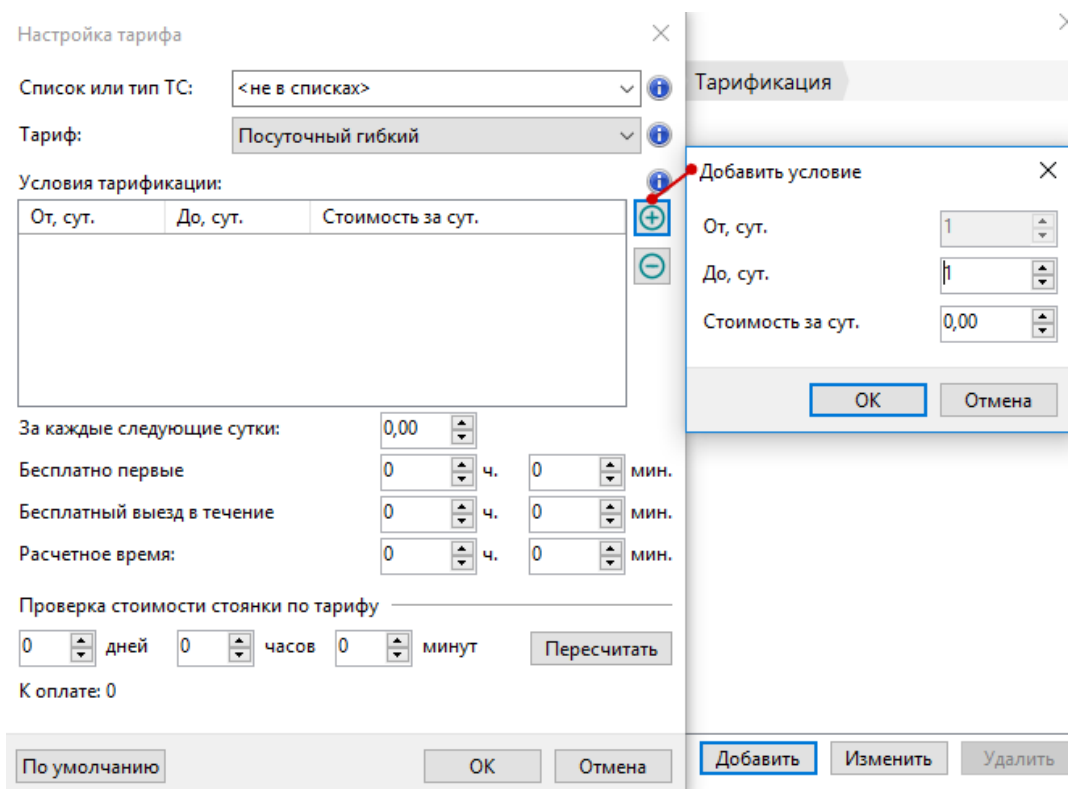 Настройка тарифа
Список или тип ТС: <не в списках>
Тариф: Посуточный гибкий
Условия тарификации:
От, сут. До, сут. Стоимость за сут.
За каждые следующие сутки: 0,00
Бесплатно первые 0 ч. 0 мин.
Бесплатный выезд в течение 0 ч. 0 мин.
Расчетное время: 0 ч. 0 мин.
Проверка стоимости стоянки по тарифу
0 дней 0 часов 0 минут Пересчитать
К оплате: 0
По умолчанию ОК Отмена
Тарификация
Добавить условие
От, сут. 1
До, сут. 1
Стоимость за сут. 0,00
ОК Отмена
Добавить Изменить Удалить